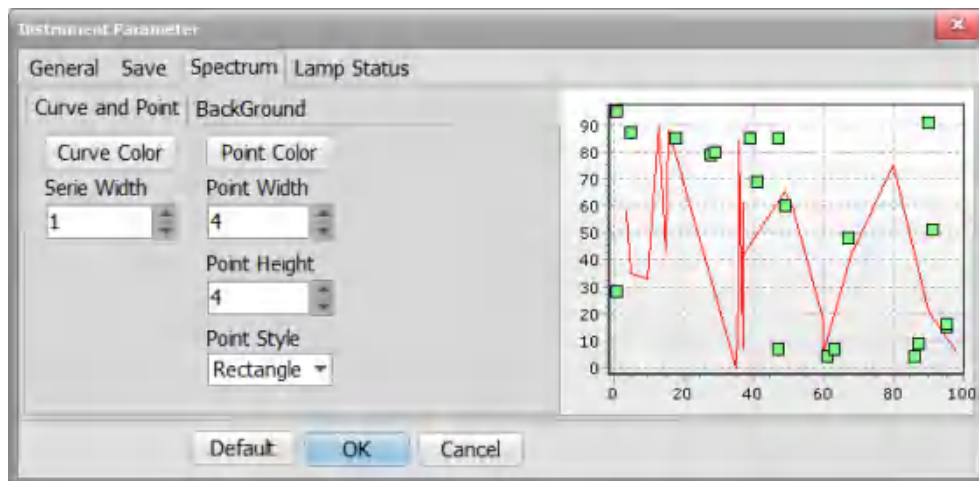 Instrument Parameter
General Save Spectrum Lamp Status
Curve and Point BackGround
Curve Color Point Color
Serie Width Point Width
1 4
Point Height
4
Point Style
Rectangle
90
80
70
60
50
40
30
20
10
0
0 20 40 60 80 100
Default OK Cancel